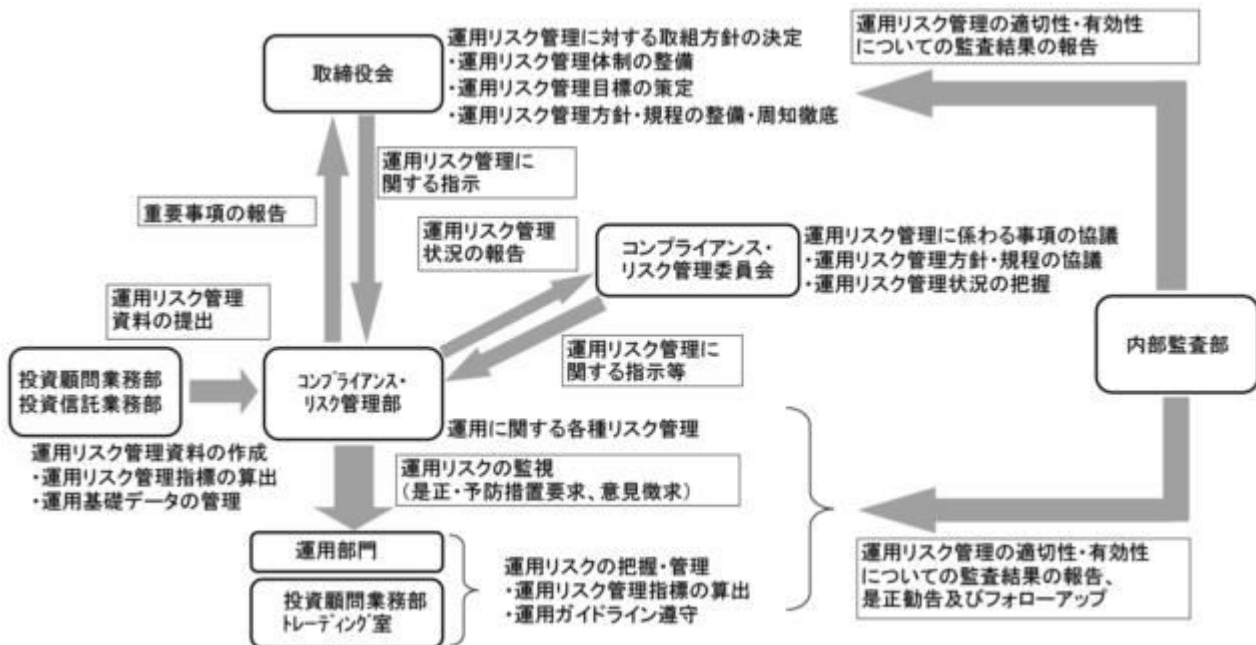 取締役会
運用リスク管理に対する取組方針の決定
・運用リスク管理体制の整備
・運用リスク管理目標の策定
・運用リスク管理方針・規程の整備・周知徹底
運用リスク管理の適切性・有効性
についての監査結果の報告
運用リスク管理に
関する指示
重要事項の報告
運用リスク管理
状況の報告
コンプライアンス・
リスク管理委員会
運用リスク管理に係わる事項の協議
・運用リスク管理方針・規程の協議
・運用リスク管理状況の把握
運用リスク管理
資料の提出
運用リスク管理に
関する指示等
内部監査部
投資顧問業務部
投資信託業務部
コンプライアンス・
リスク管理部
運用に関する各種リスク管理
運用リスク管理資料の作成
・運用リスク管理指標の算出
・運用基礎データの管理
運用リスクの監視
(是正・予防措置要求、意見徴求)
運用部門
投資顧問業務部
トレーディング室
運用リスクの把握・管理
・運用リスク管理指標の算出
・運用ガイドライン遵守
運用リスク管理の適切性・有効性
についての監査結果の報告、
是正勧告及びフォローアップ